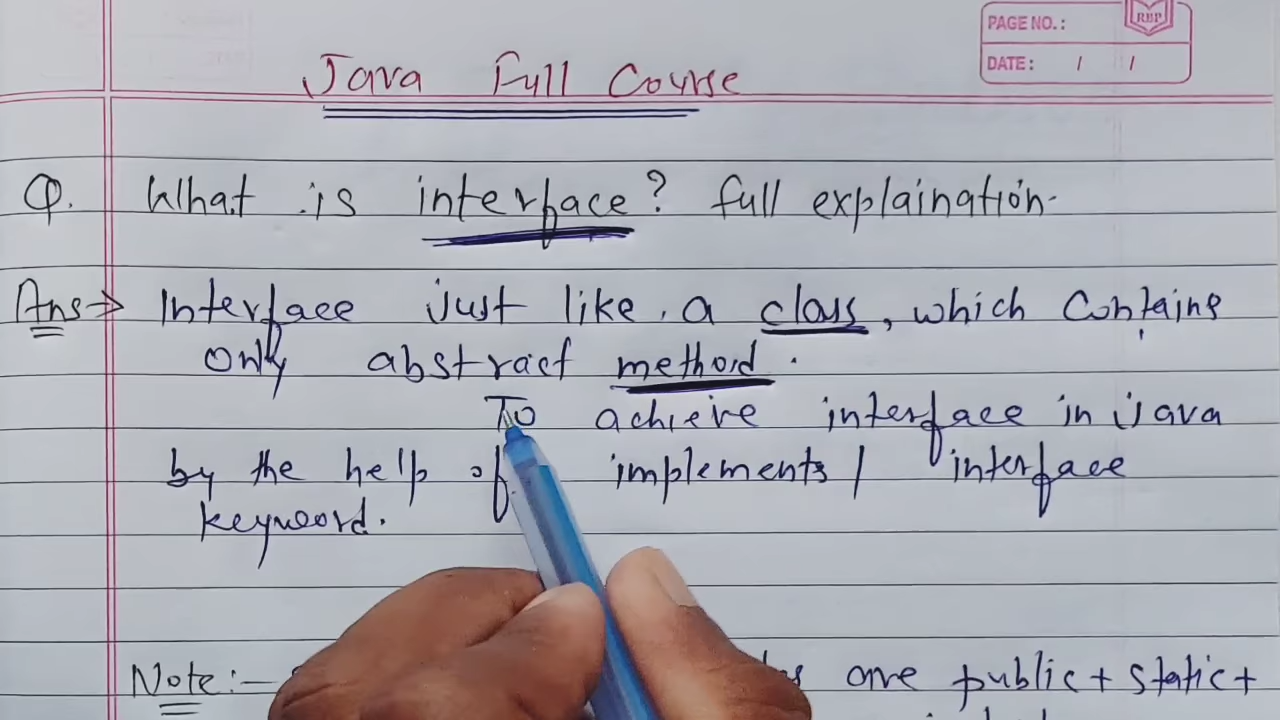 RBP
PAGE NO.:
DATE: / /
Java Full Course
Q. What is interface? full explaination.
Ans → Interface just like a class, which contains
only abstract method.
To achieve interface in java
by the help of implements / interface
keyword.
Note:- are public + static +